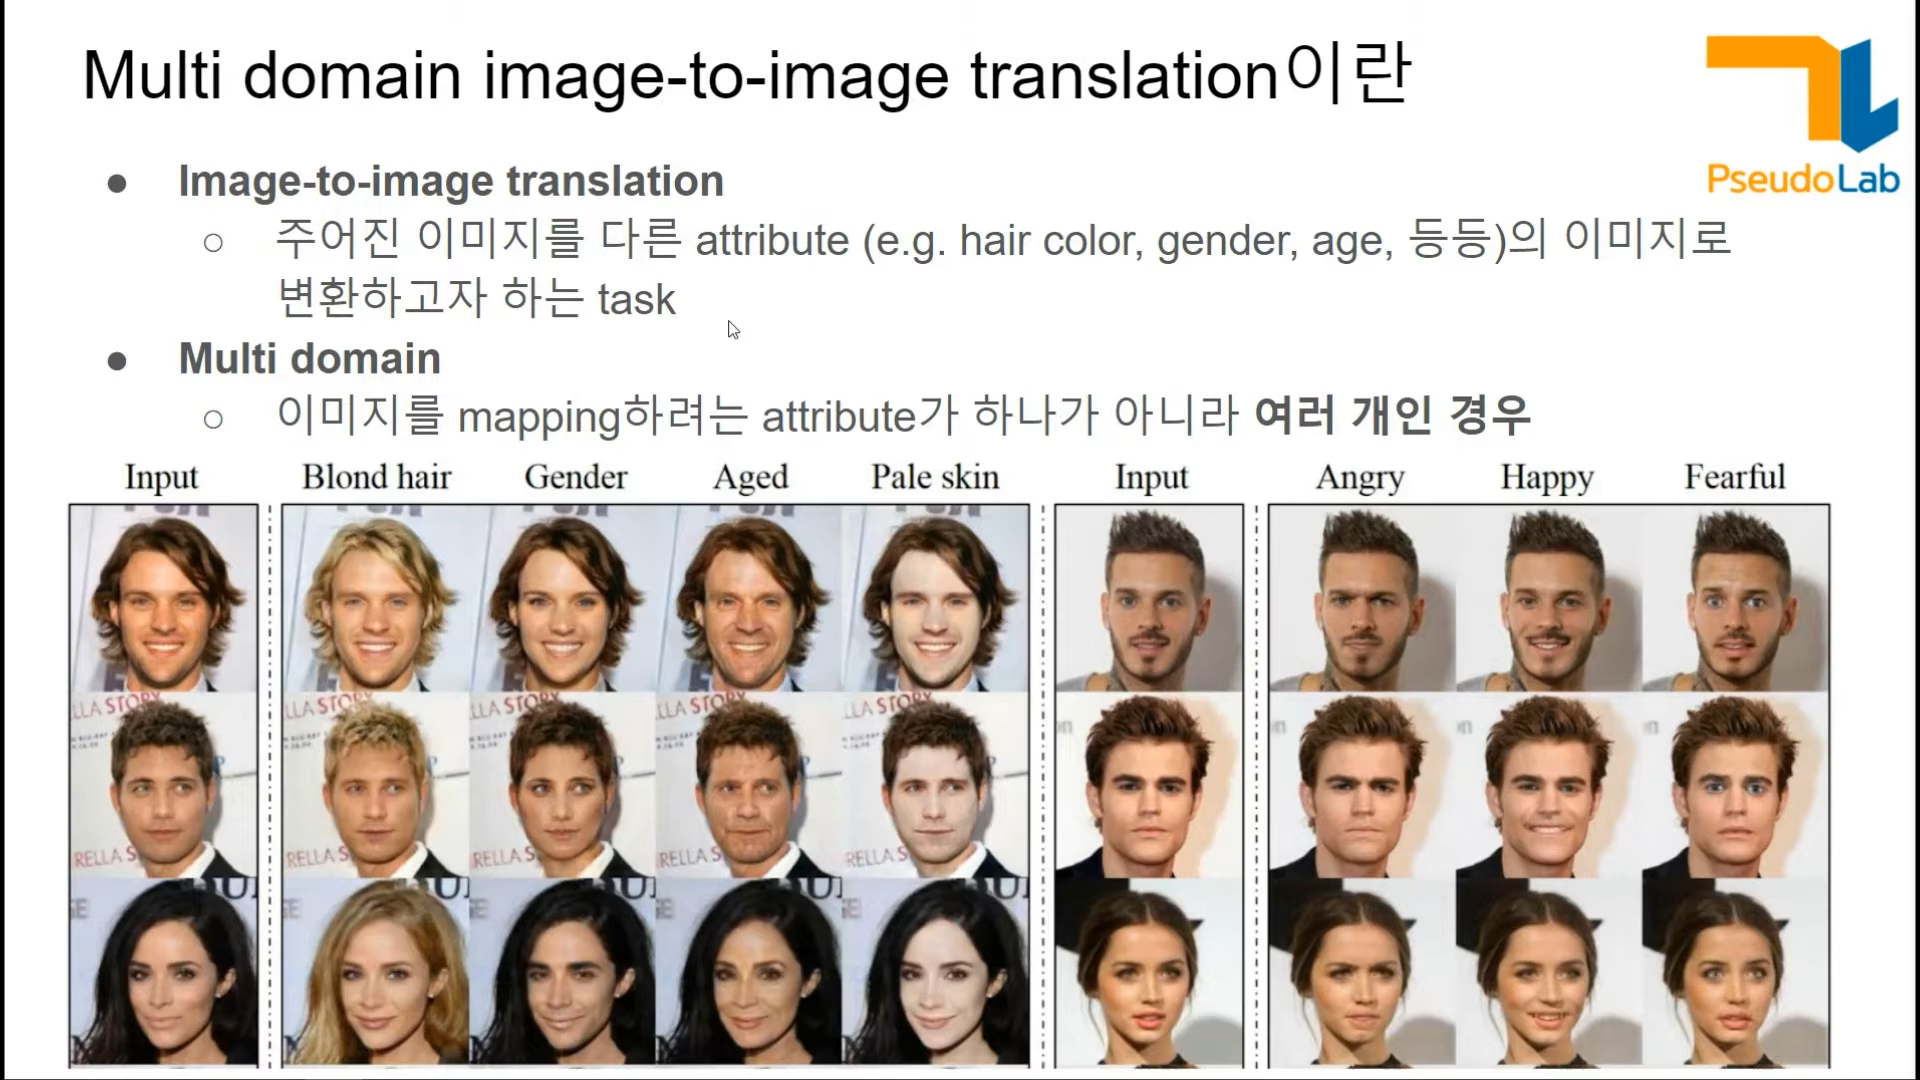 Multi domain image-to-image translation이란
PseudoLab
● Image-to-image translation
○ 주어진 이미지를 다른 attribute (e.g. hair color, gender, age, 등등)의 이미지로
변환하고자 하는 task
● Multi domain
○ 이미지를 mapping하려는 attribute가 하나가 아니라 여러 개인 경우
Input Blond hair Gender Aged Pale skin Input Angry Happy Fearful